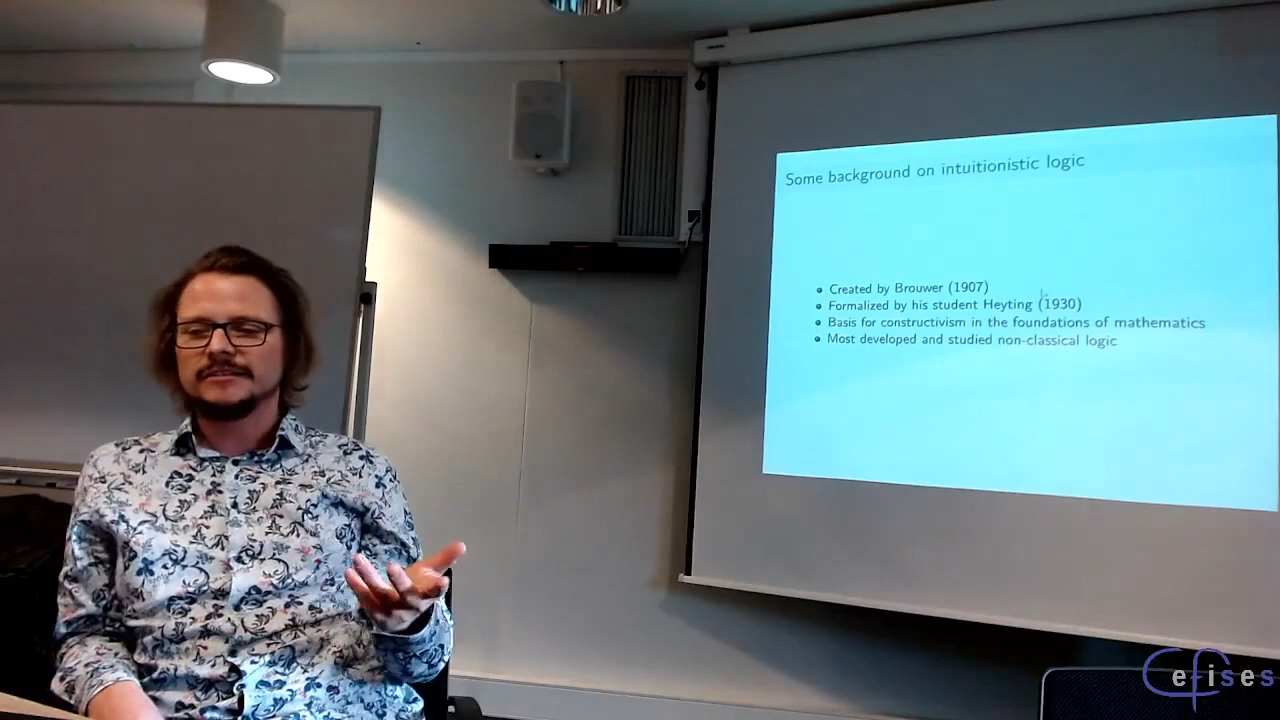 Some background on intuitionistic logic
Created by Brouwer (1907)
Formalized by his student Heyting (1930)
Basis for constructivism in the foundations of mathematics
Most developed and studied non-classical logic
Cefises